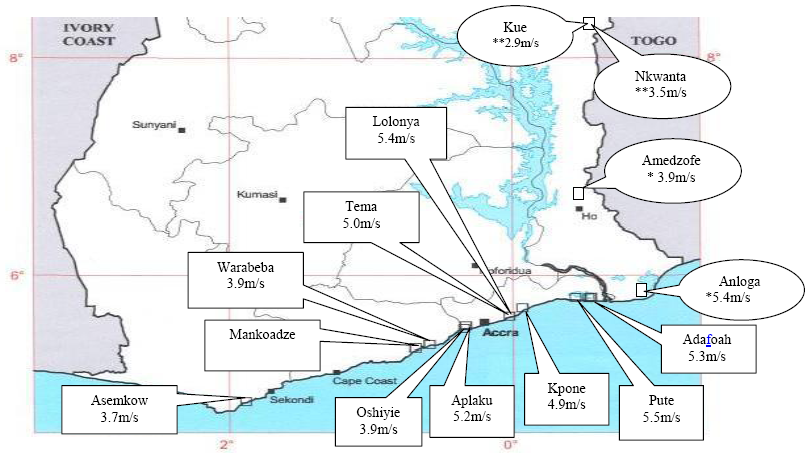 IVORY
COAST
Kue
**2.9m/s
TOGO
8°
8°
Nkwanta
**3.5m/s
Lolonya
5.4m/s
Sunyani
Amedzofe
* 3.9m/s
Kumasi
Tema
5.0m/s
Ho
Warabeba
3.9m/s
oforidua
6°
6°
Anloga
*5.4m/s
Mankoadze
Accra
Adafoah
5.3m/s
Cape Coast
Asemkow
3.7m/s
Sekondi
Oshiyie
3.9m/s
Aplaku
5.2m/s
Kpone
4.9m/s
Pute
5.5m/s
2°
0°